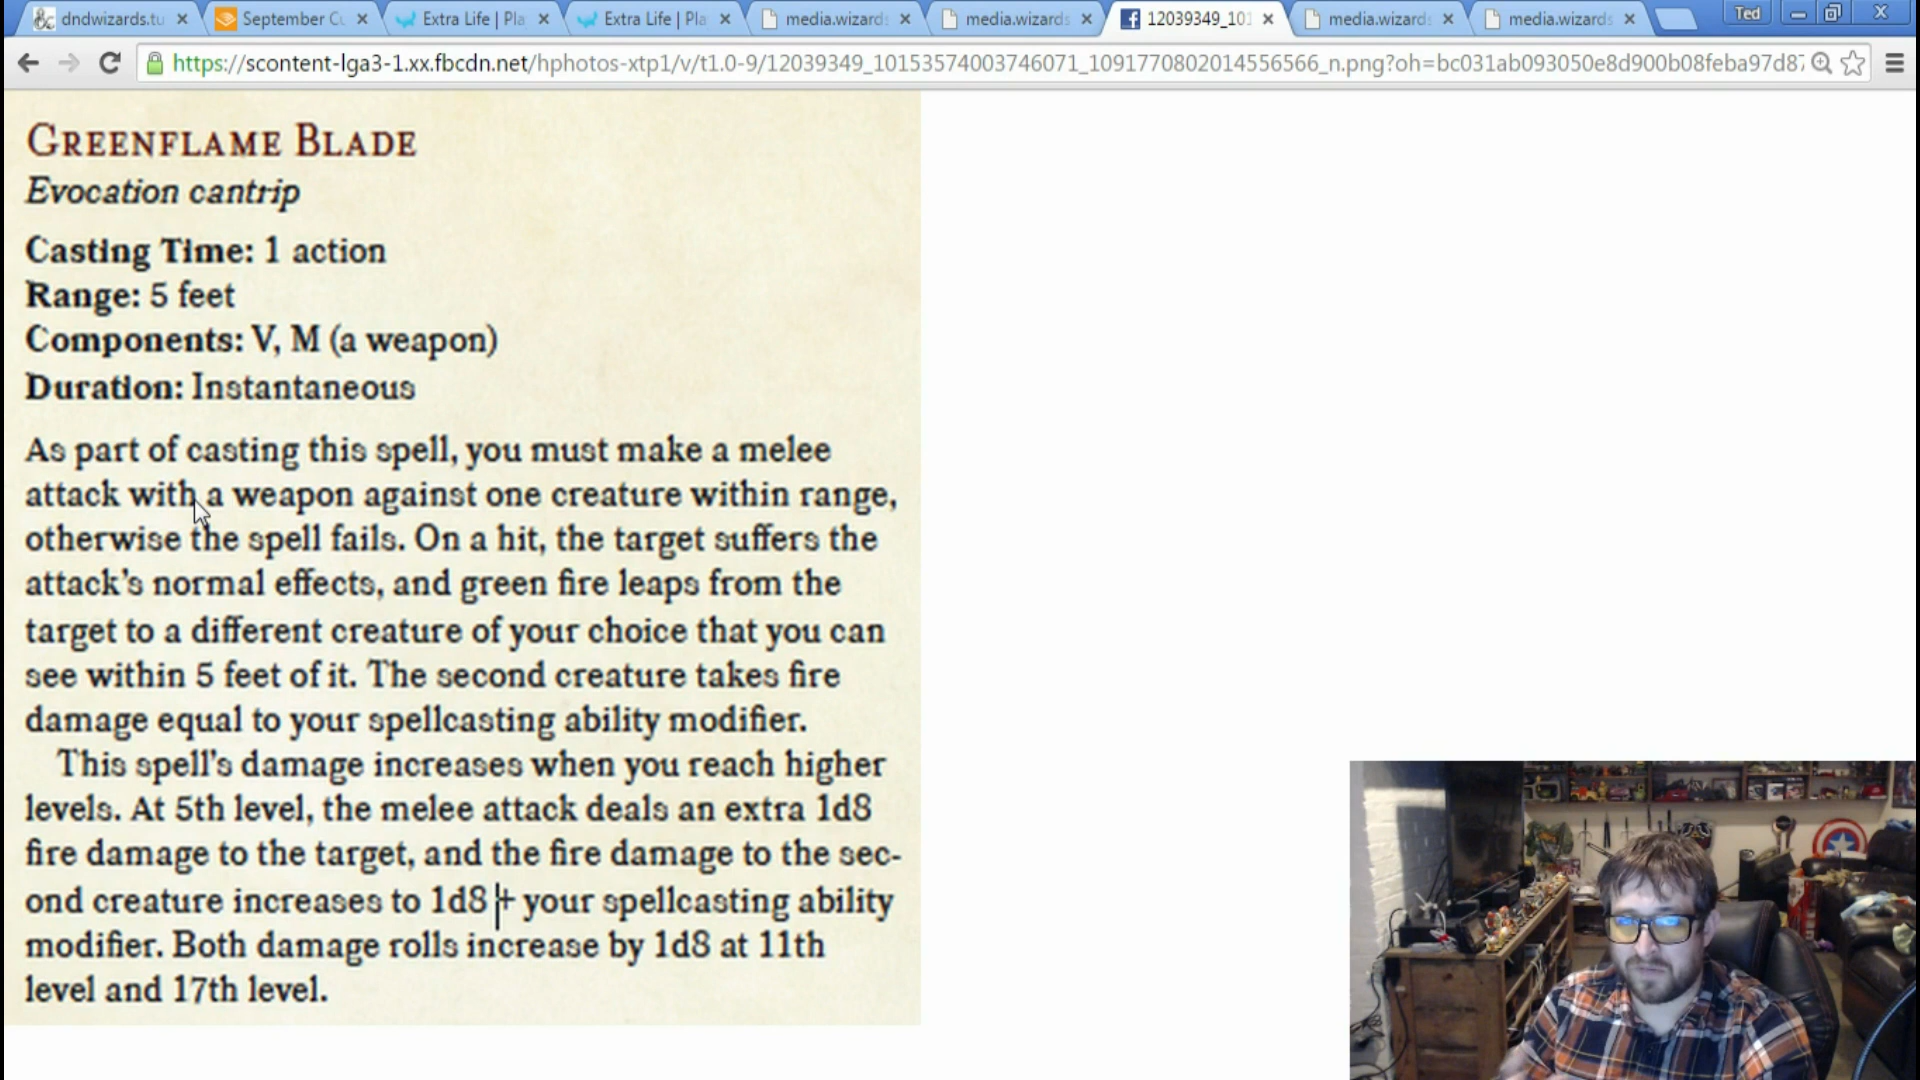 dndwizards.tu
September Cu
Extra Life | Pla
Extra Life | Pla
media.wizards
media.wizards
12039349_101
media.wizards
media.wizards
Ted
https://scontent-lga3-1.xx.fbcdn.net/hphotos-xtp1/v/t1.0-9/12039349_10153574003746071_1091770802014556566_n.png?oh=bc031ab093050e8d900b08feba97d87
GREENFLAME BLADE
Evocation cantrip
Casting Time: 1 action
Range: 5 feet
Components: V, M (a weapon)
Duration: Instantaneous
As part of casting this spell, you must make a melee
attack with a weapon against one creature within range,
otherwise the spell fails. On a hit, the target suffers the
attack's normal effects, and green fire leaps from the
target to a different creature of your choice that you can
see within 5 feet of it. The second creature takes fire
damage equal to your spellcasting ability modifier.
This spell's damage increases when you reach higher
levels. At 5th level, the melee attack deals an extra 1d8
fire damage to the target, and the fire damage to the sec-
ond creature increases to 1d8 + your spellcasting ability
modifier. Both damage rolls increase by 1d8 at 11th
level and 17th level.